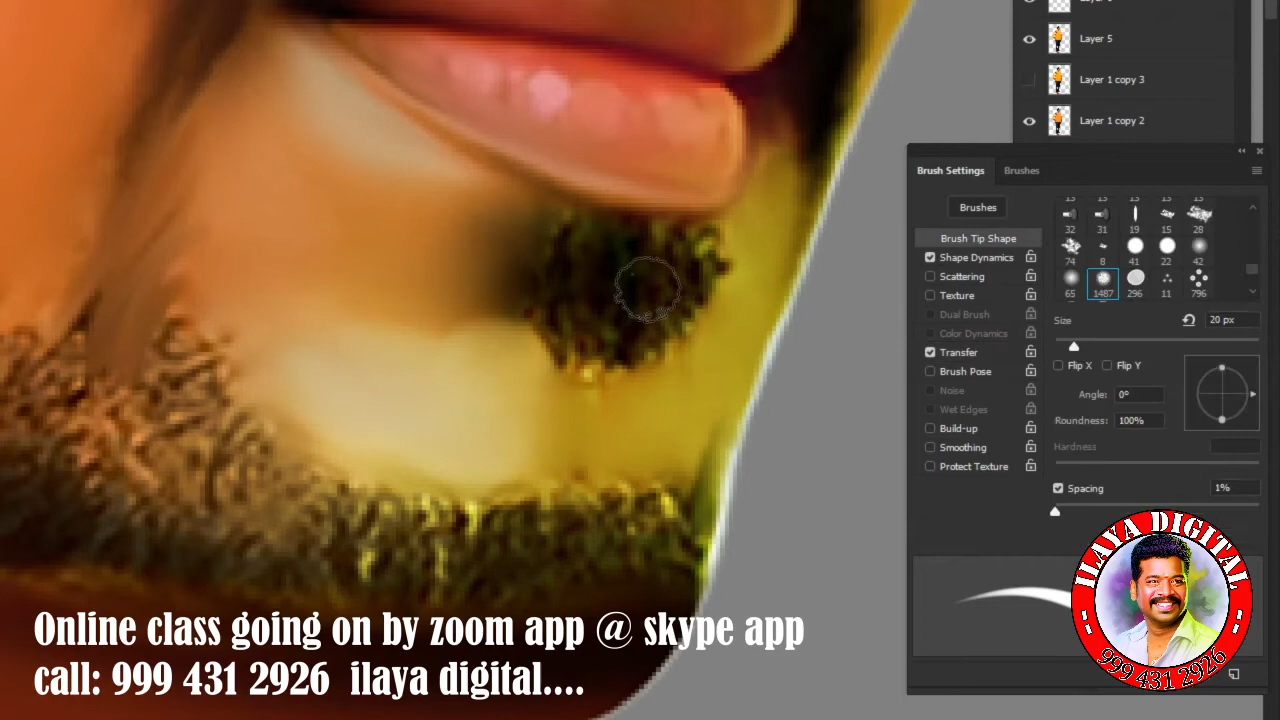 Layer 5
Layer 1 copy 3
Layer 1 copy 2
Brush Settings
Brushes
Brushes
32 31 19 15 28
Brush Tip Shape
74 8 41 22 42
Shape Dynamics
Scattering
65 1487 296 11 796
Texture
Dual Brush
Size
20 px
Color Dynamics
Transfer
Flip X
Flip Y
Brush Pose
Noise
Angle:
0°
Wet Edges
Roundness:
100%
Build-up
Smoothing
Hardness
Protect Texture
Spacing
1%
ILAYA DIGITAL
999 431 2926
Online class going on by zoom app @ skype app
call: 999 431 2926 ilaya digital....